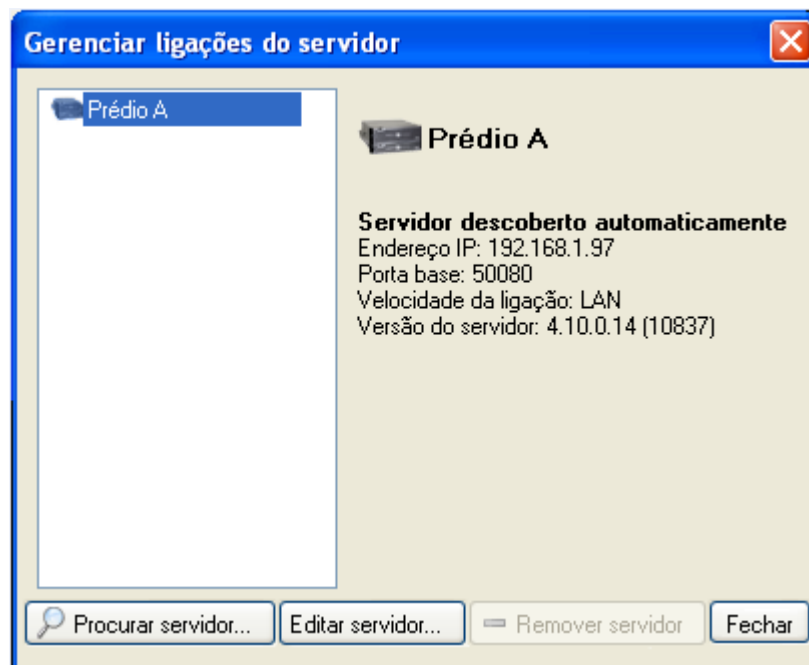 Gerenciar ligações do servidor
Prédio A
Prédio A
Servidor descoberto automaticamente
Endereço IP: 192.168.1.97
Porta base: 50080
Velocidade da ligação: LAN
Versão do servidor: 4.10.0.14 (10837)
Procurar servidor... Editar servidor... Remover servidor Fechar